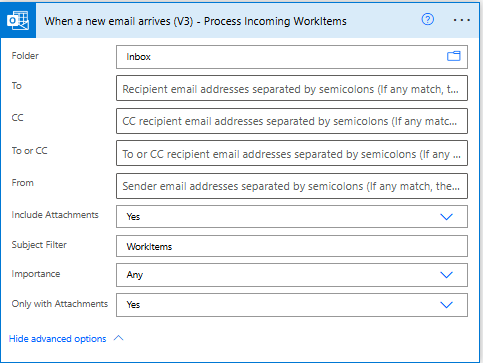 When a new email arrives (V3) - Process Incoming WorkItems
Folder Inbox
To Recipient email addresses separated by semicolons (If any match, t...
CC CC recipient email addresses separated by semicolons (If any matc...
To or CC To or CC recipient email addresses separated by semicolons (If any ...
From Sender email addresses separated by semicolons (If any match, the...
Include Attachments Yes
Subject Filter WorkItems
Importance Any
Only with Attachments Yes
Hide advanced options